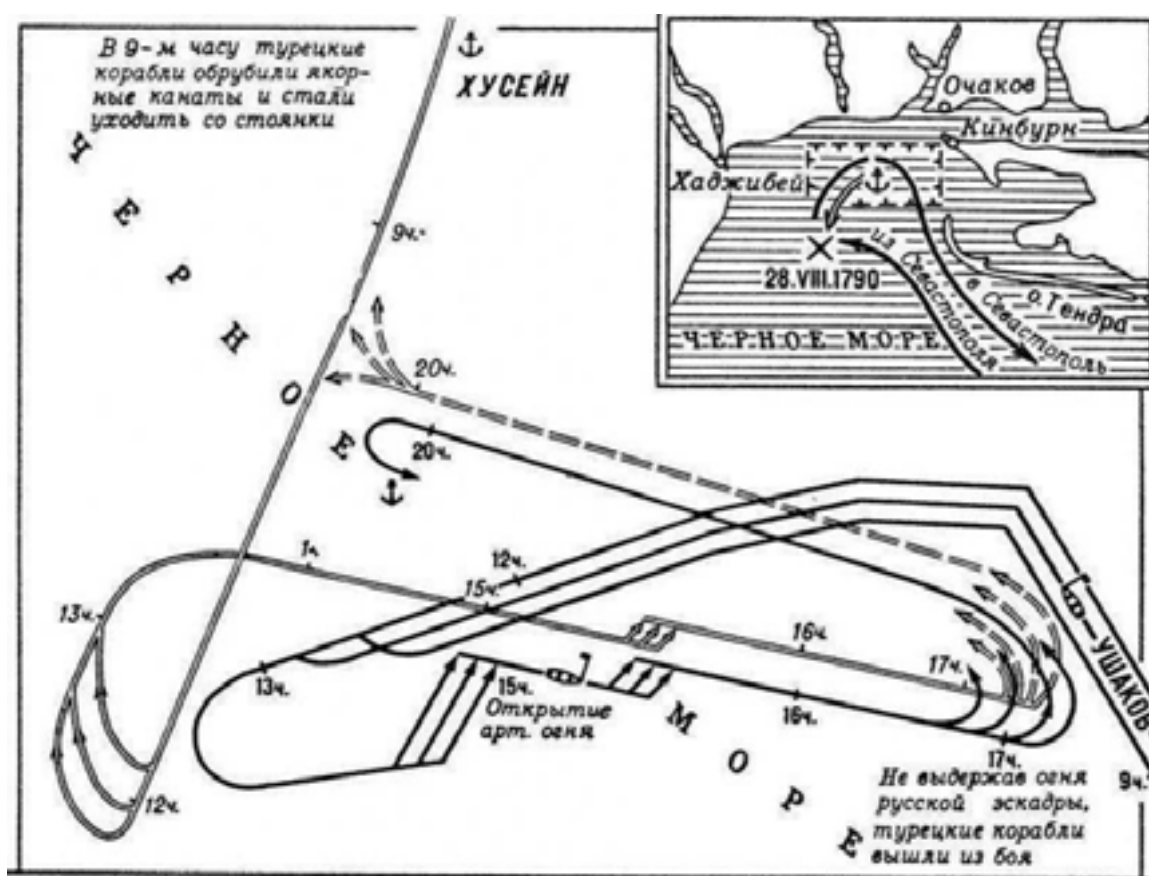 В 9-м часу турецкие
корабли обрубили якор-
ные канаты и стали
уходить со стоянки
ХУСЕЙН
Очаков
Кинбурн
Хаджибей
28.VIII.1790
из Севастополя
в Севастополь
о. Тендра
ЧЕРНОЕ МОРЕ
ЧЕРНОЕ
МОРЕ
9ч.
20ч.
20ч.
1ч.
12ч.
15ч.
13ч.
13ч.
16ч.
17ч.
15ч.
Открытие
арт. огня
16ч.
17ч.
12ч.
УШАКОВ
9ч.
Не выдержав огня
русской эскадры,
турецкие корабли
вышли из боя